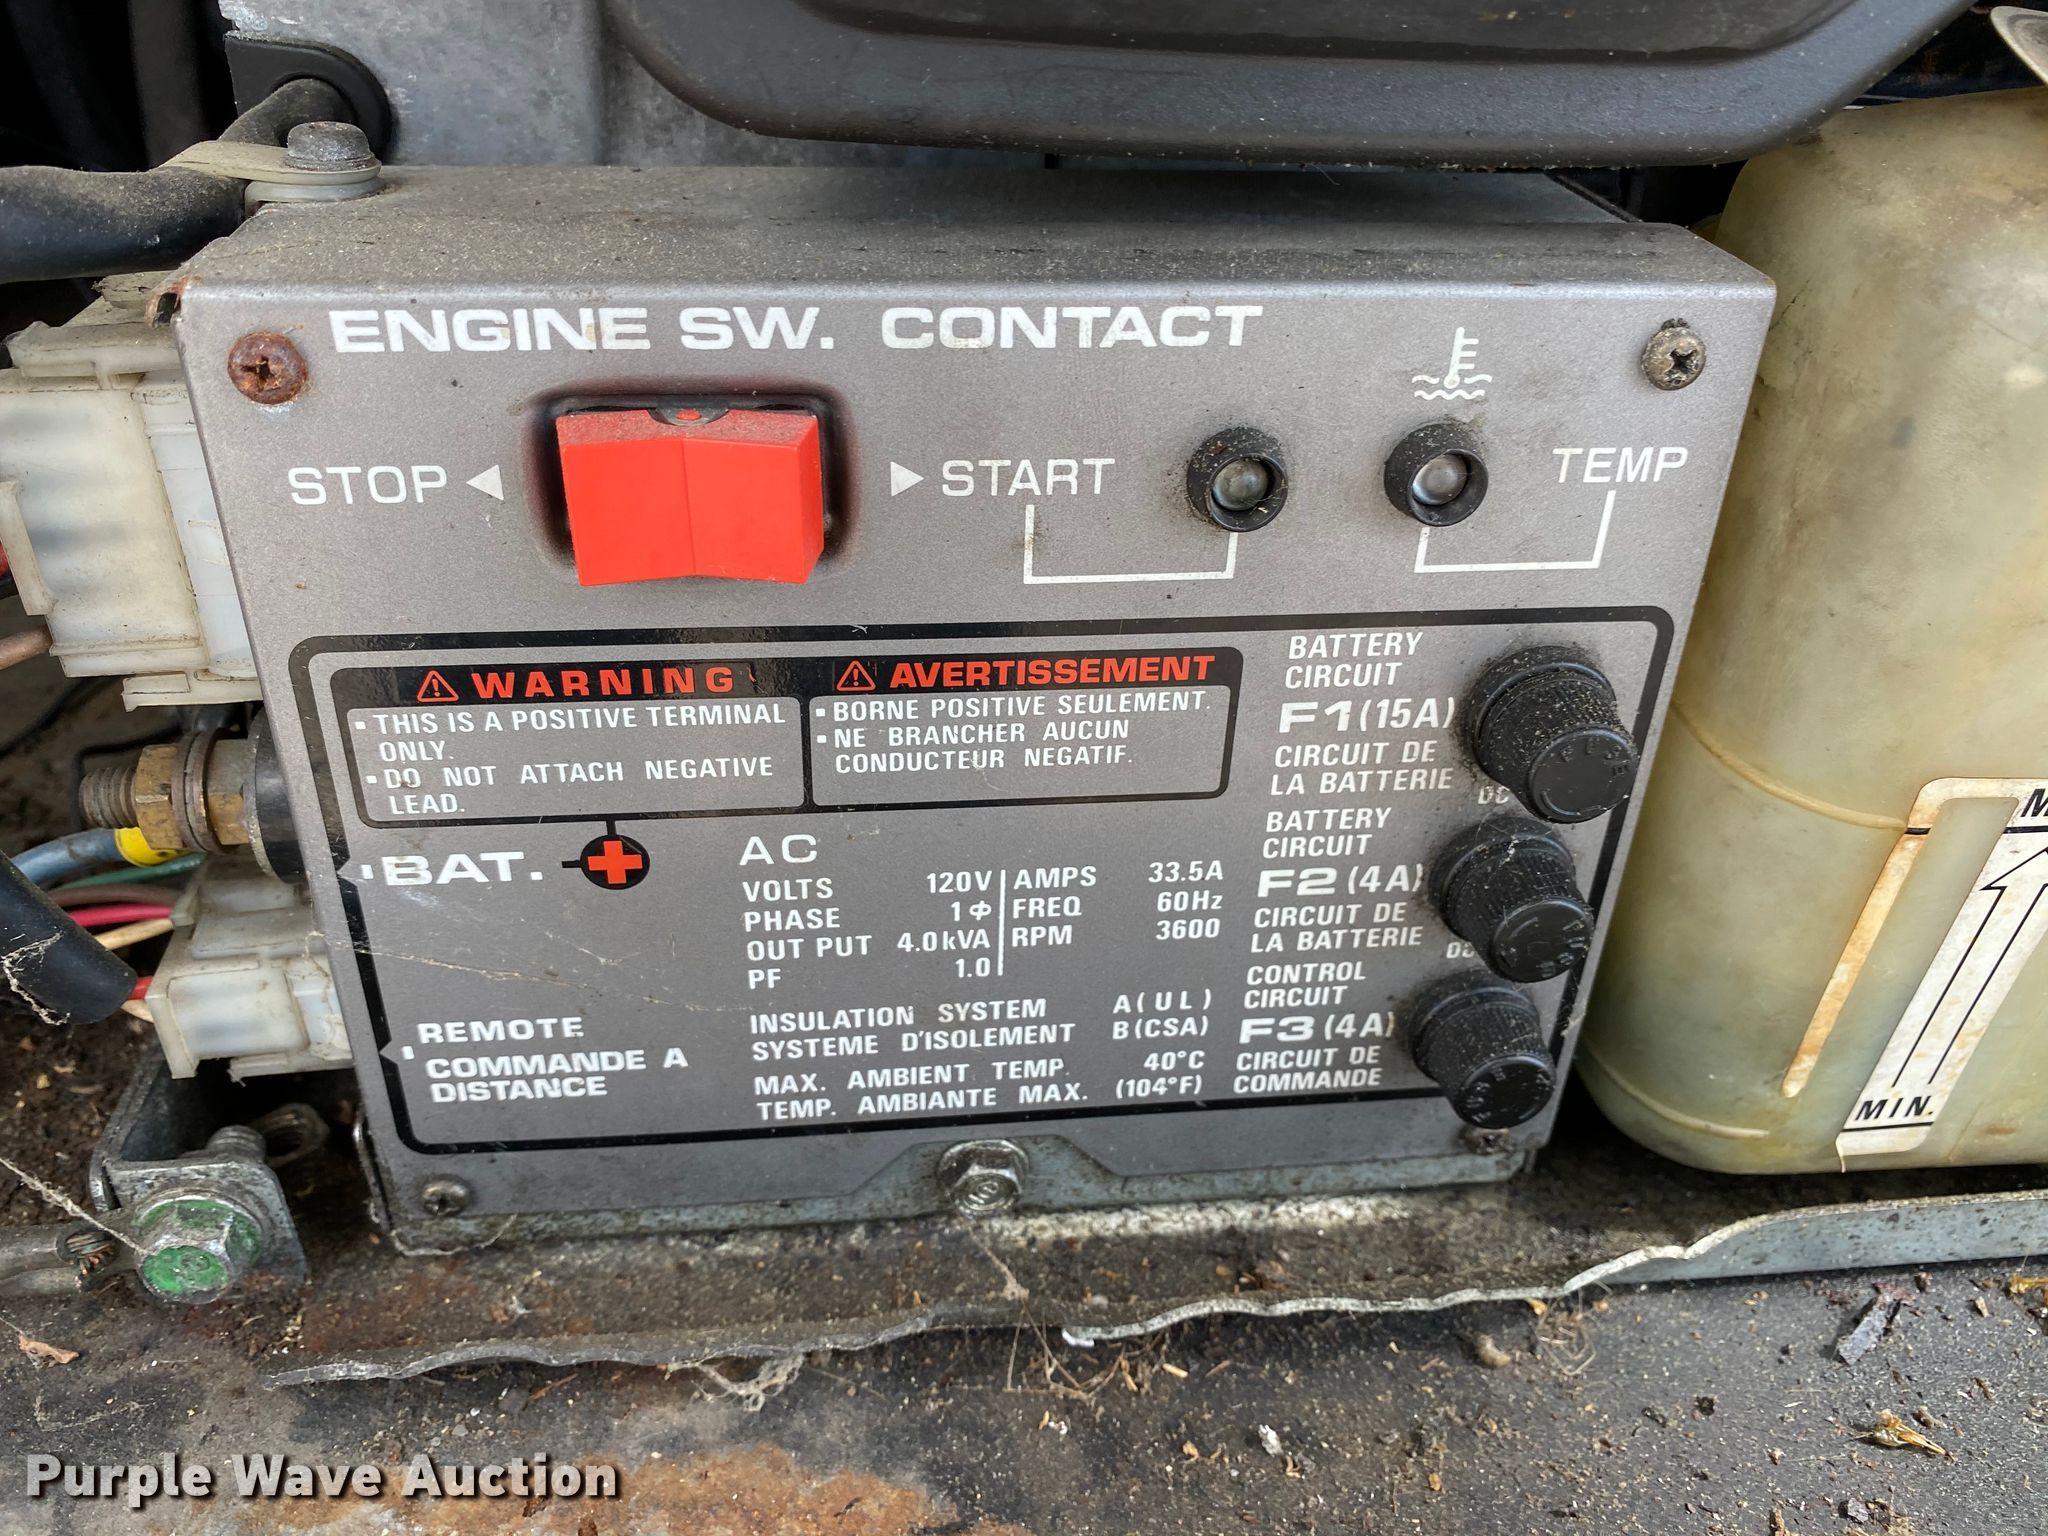 ENGINE SW. CONTACT
STOP START TEMP
WARNING
THIS IS A POSITIVE TERMINAL
ONLY.
DO NOT ATTACH NEGATIVE
LEAD.
AVERTISSEMENT
BORNE POSITIVE SEULEMENT.
NE BRANCHER AUCUN
CONDUCTEUR NEGATIF.
BATTERY
CIRCUIT
F1 (15A)
CIRCUIT DE
LA BATTERIE
DC
BATTERY
CIRCUIT
F2 (4A)
CIRCUIT DE
LA BATTERIE
DC
CONTROL
CIRCUIT
F3 (4A)
CIRCUIT DE
COMMANDE
BAT.
AC
VOLTS 120V AMPS 33.5A
PHASE 1Φ FREQ 60Hz
OUT PUT 4.0kVA RPM 3600
PF 1.0
INSULATION SYSTEM A(UL)
SYSTEME D'ISOLEMENT B(CSA)
MAX. AMBIENT TEMP. 40°C
TEMP. AMBIANTE MAX. (104°F)
REMOTE
COMMANDE A
DISTANCE
MIN.
Purple Wave Auction